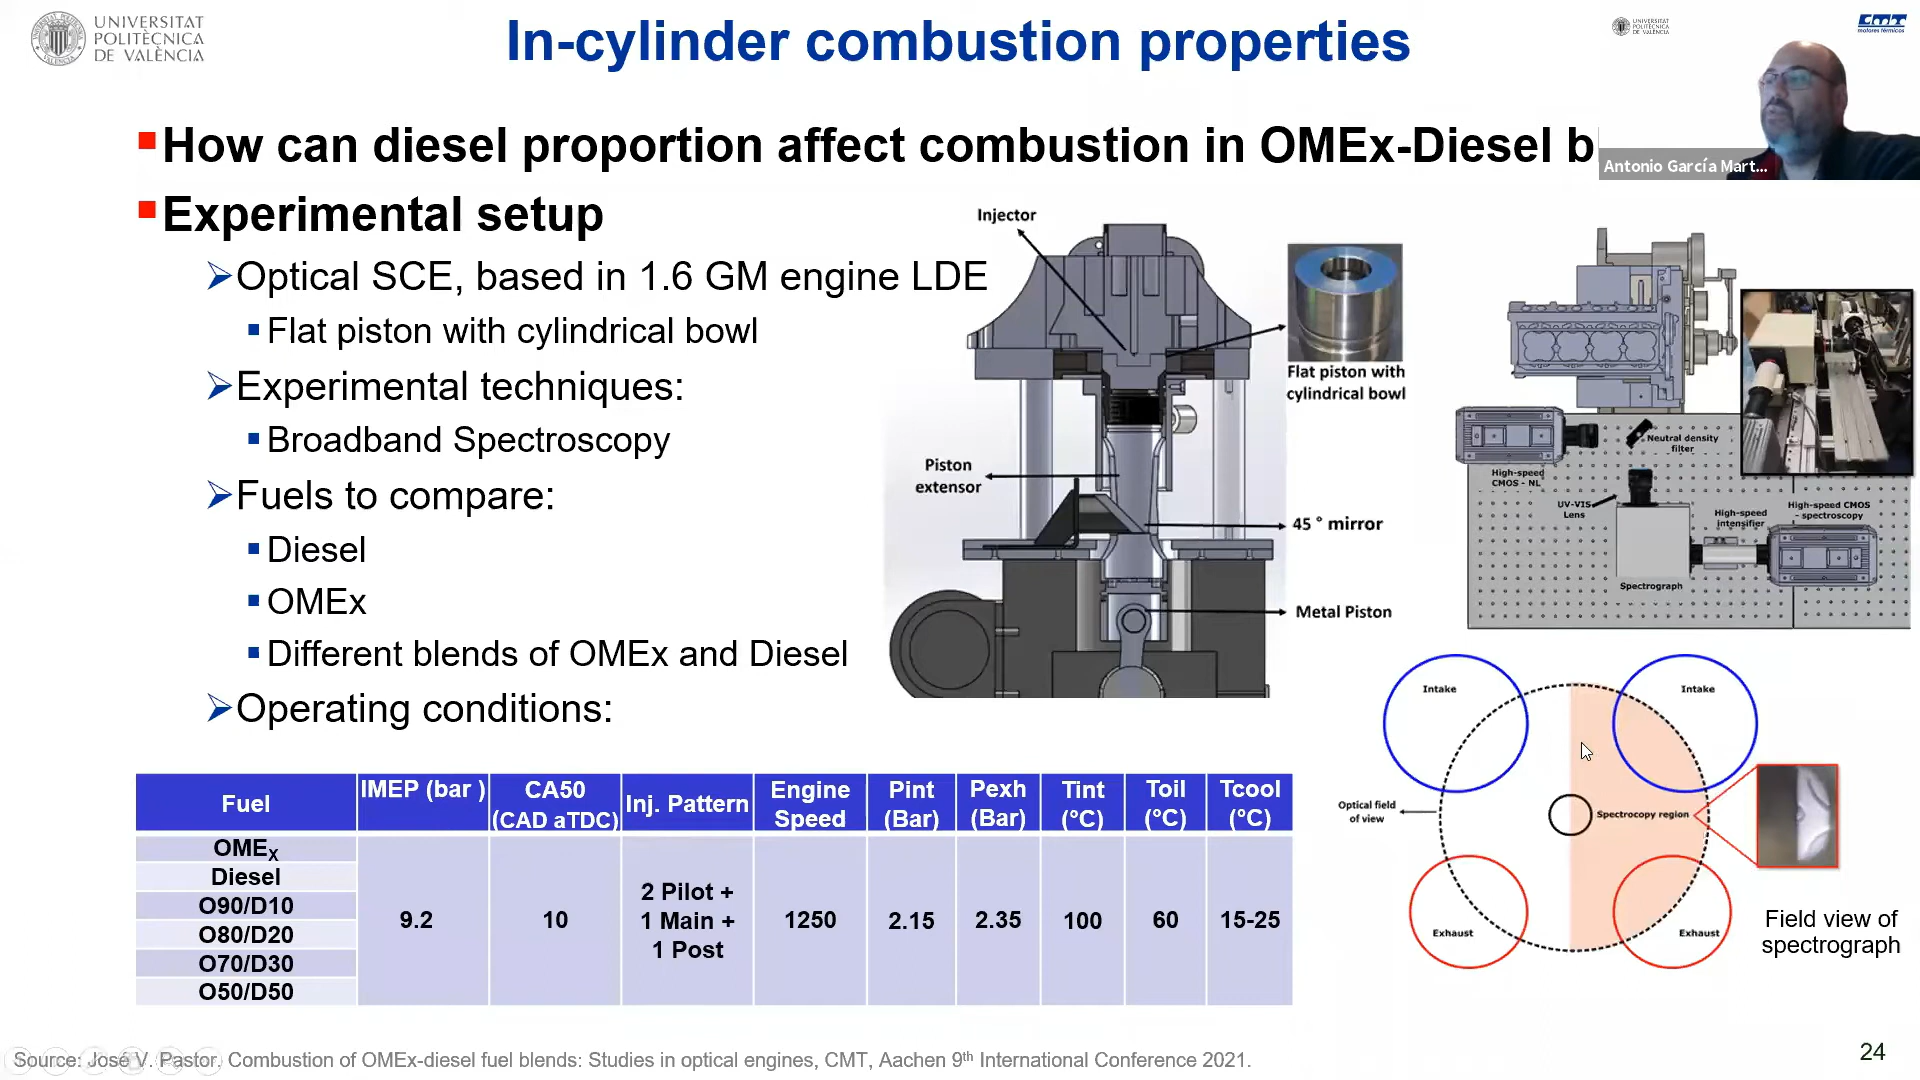 UNIVERSITAT
POLITÈCNICA
DE VALÈNCIA
In-cylinder combustion properties
UNIVERSITAT
POLITÈCNICA
DE VALÈNCIA
CMT
motores térmicos
Antonio García Mart...
How can diesel proportion affect combustion in OMEx-Diesel b
Experimental setup
Optical SCE, based in 1.6 GM engine LDE
Flat piston with cylindrical bowl
Experimental techniques:
Broadband Spectroscopy
Fuels to compare:
Diesel
OMEx
Different blends of OMEx and Diesel
Operating conditions:
Injector
Flat piston with
cylindrical bowl
Piston
extensor
45 ° mirror
Metal Piston
Neutral density
filter
High-speed
CMOS - NL
UV-VIS
Lens
High-speed
intensifier
High-speed CMOS
- spectroscopy
Spectrograph
Intake
Intake
Optical field
of view
Spectrocopy region
Exhaust
Exhaust
Field view of
spectrograph
Fuel IMEP (bar ) CA50 (CAD aTDC) Inj. Pattern Engine Speed Pint (Bar) Pexh (Bar) Tint (°C) Toil (°C) Tcool (°C)
OMEX
Diesel
O90/D10
O80/D20
O70/D30
O50/D50
9.2 10 2 Pilot + 1 Main + 1 Post 1250 2.15 2.35 100 60 15-25
Source: José V. Pastor. Combustion of OMEx-diesel fuel blends: Studies in optical engines, CMT, Aachen 9th International Conference 2021.
24